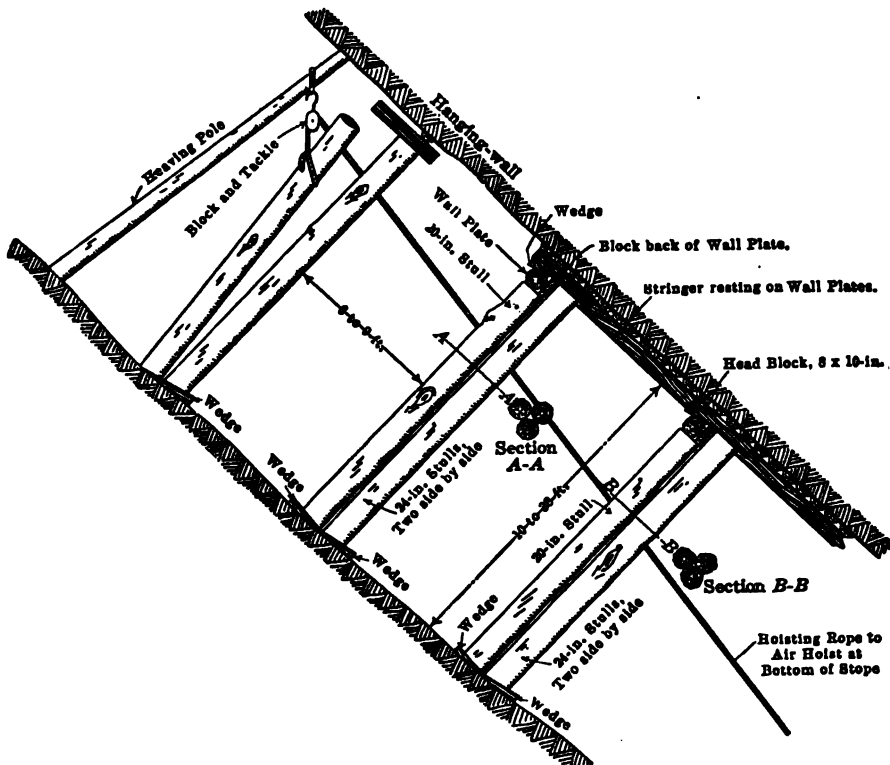 Hanging-wall
Heaving Pole
Block and Tackle
Wall Plate
Stull
Wedge
Block back of Wall Plate.
Stringer resting on Wall Plates.
Head Block, 8 x 10-in.
A
A
Section
A-A
Wedge
Wedge
24-in. Stulls,
Two side by side
20-in. Stull
B
B
Section B-B
Wedge
Wedge
24-in. Stulls,
Two side by side
Wedge
Hoisting Rope to
Air Hoist at
Bottom of Stope